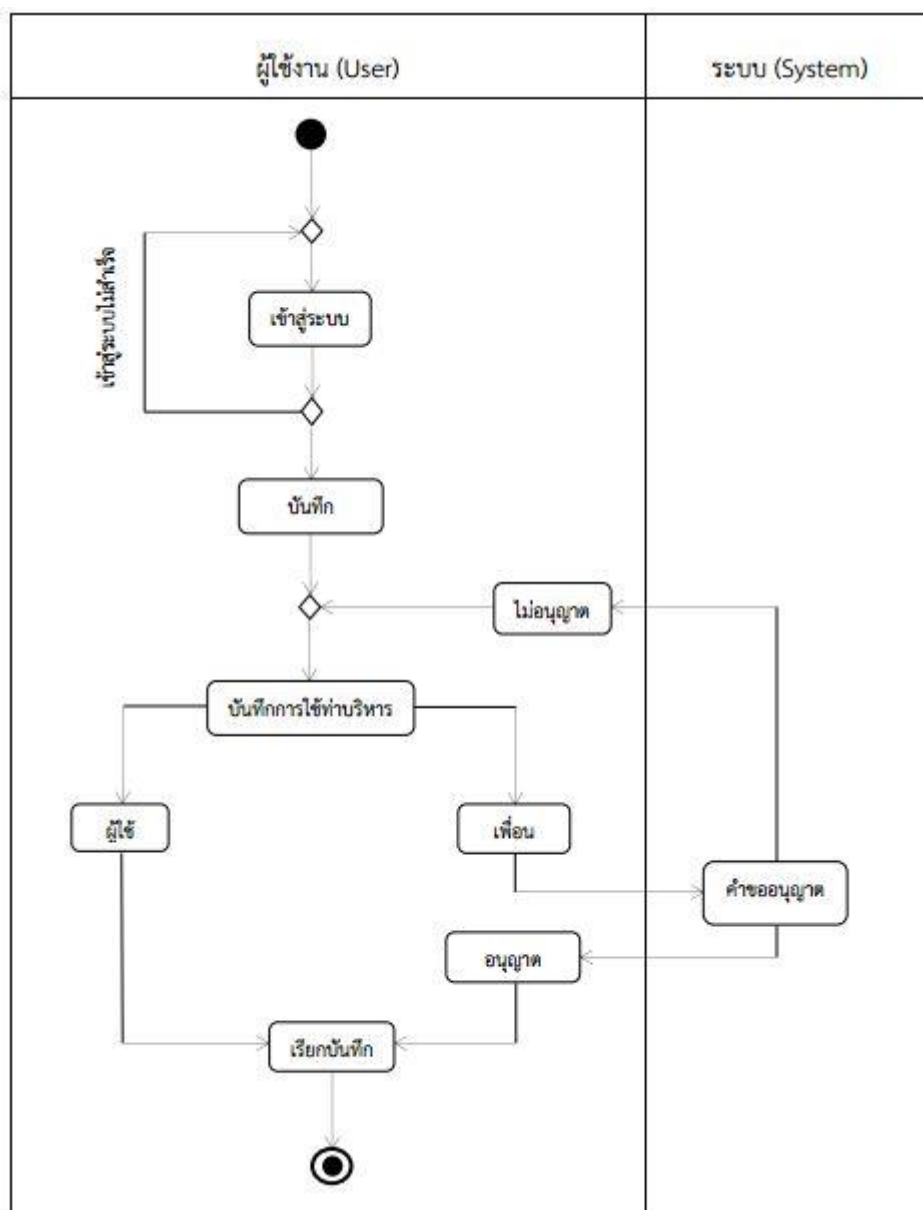 ผู้ใช้งาน (User)
ระบบ (System)
เข้าสู่ระบบไม่สำเร็จ
เข้าสู่ระบบ
บันทึก
ไม่อนุญาต
บันทึกการใช้ท่าบริหาร
ผู้ใช้
เพื่อน
คำขออนุญาต
อนุญาต
เรียกบันทึก